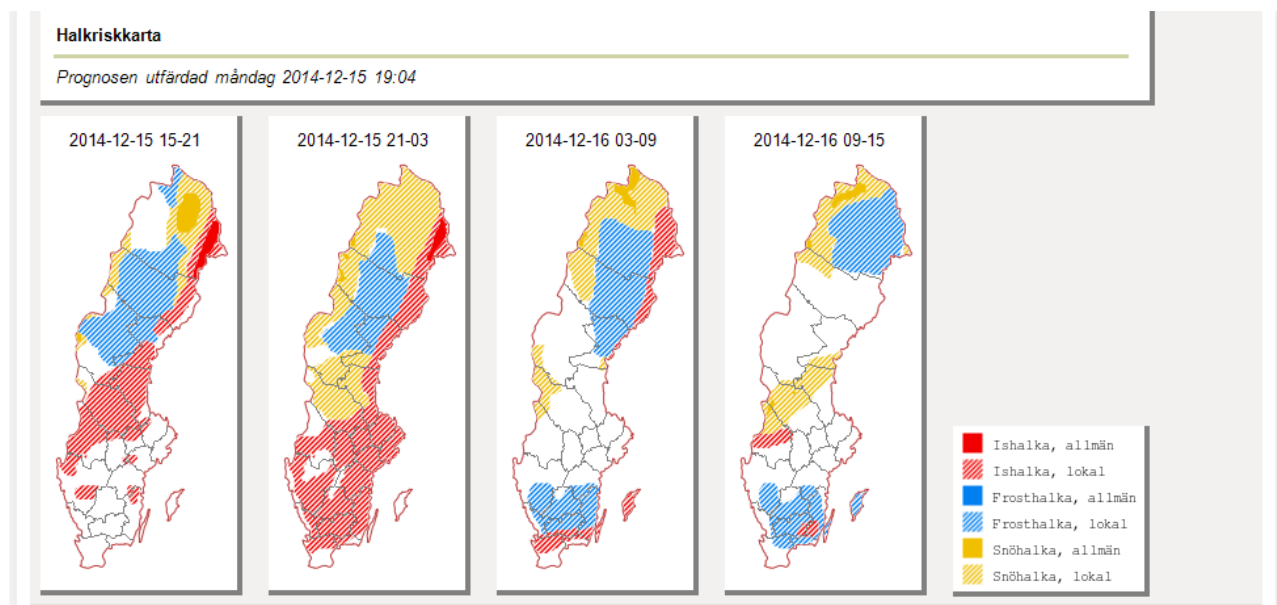 Halkriskkarta
Prognosen utfärdad måndag 2014-12-15 19:04
2014-12-15 15-21
2014-12-15 21-03
2014-12-16 03-09
2014-12-16 09-15
Ishalka, allmän
Ishalka, lokal
Frosthalka, allmän
Frosthalka, lokal
Snöhalka, allmän
Snöhalka, lokal